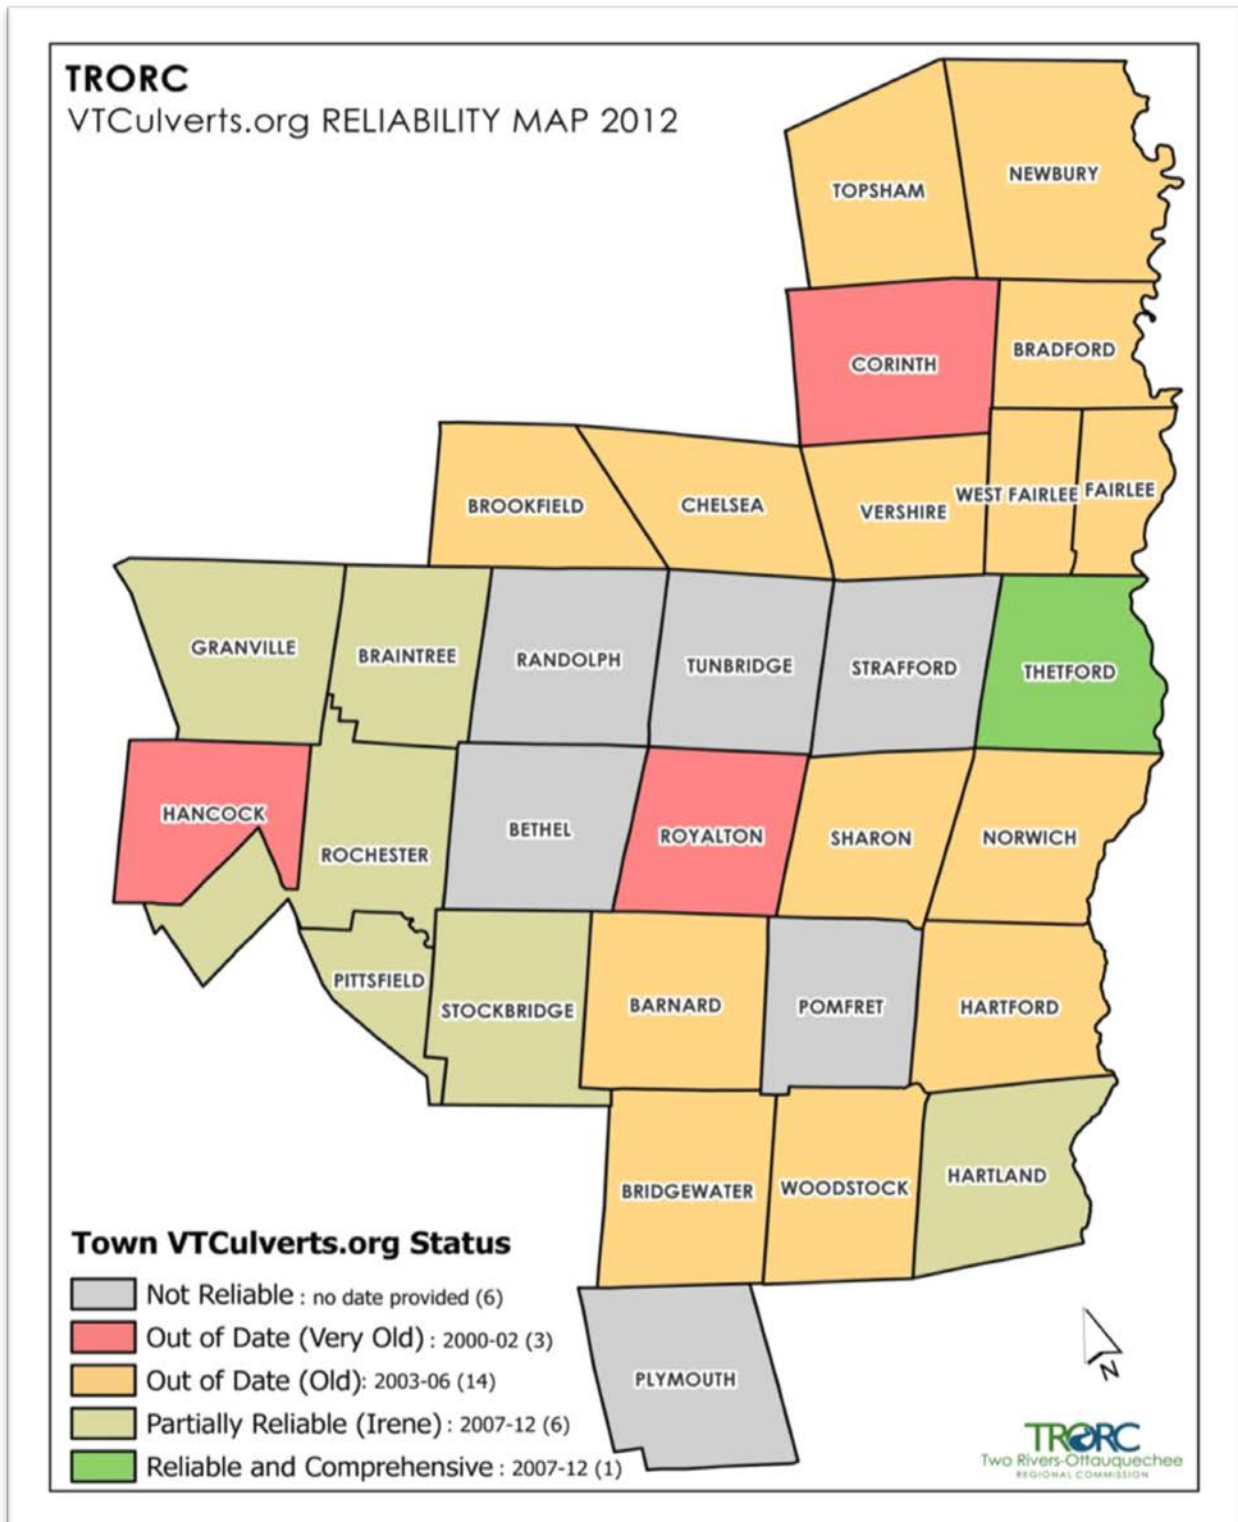 TRORC
VTCulverts.org RELIABILITY MAP 2012
TOPSHAM
NEWBURY
CORINTH
BRADFORD
BROOKFIELD
CHELSEA
VERSHIRE
WEST FAIRLEE
FAIRLEE
GRANVILLE
BRAINTREE
RANDOLPH
TUNBRIDGE
STRAFFORD
THETFORD
HANCOCK
ROCHESTER
BETHEL
ROYALTON
SHARON
NORWICH
PITTSFIELD
STOCKBRIDGE
BARNARD
POMFRET
HARTFORD
BRIDGEWATER
WOODSTOCK
HARTLAND
PLYMOUTH
Town VTCulverts.org Status
Not Reliable : no date provided (6)
Out of Date (Very Old) : 2000-02 (3)
Out of Date (Old): 2003-06 (14)
Partially Reliable (Irene) : 2007-12 (6)
Reliable and Comprehensive : 2007-12 (1)
N
TRORC
Two Rivers-Ottauquechee
REGIONAL COMMISSION